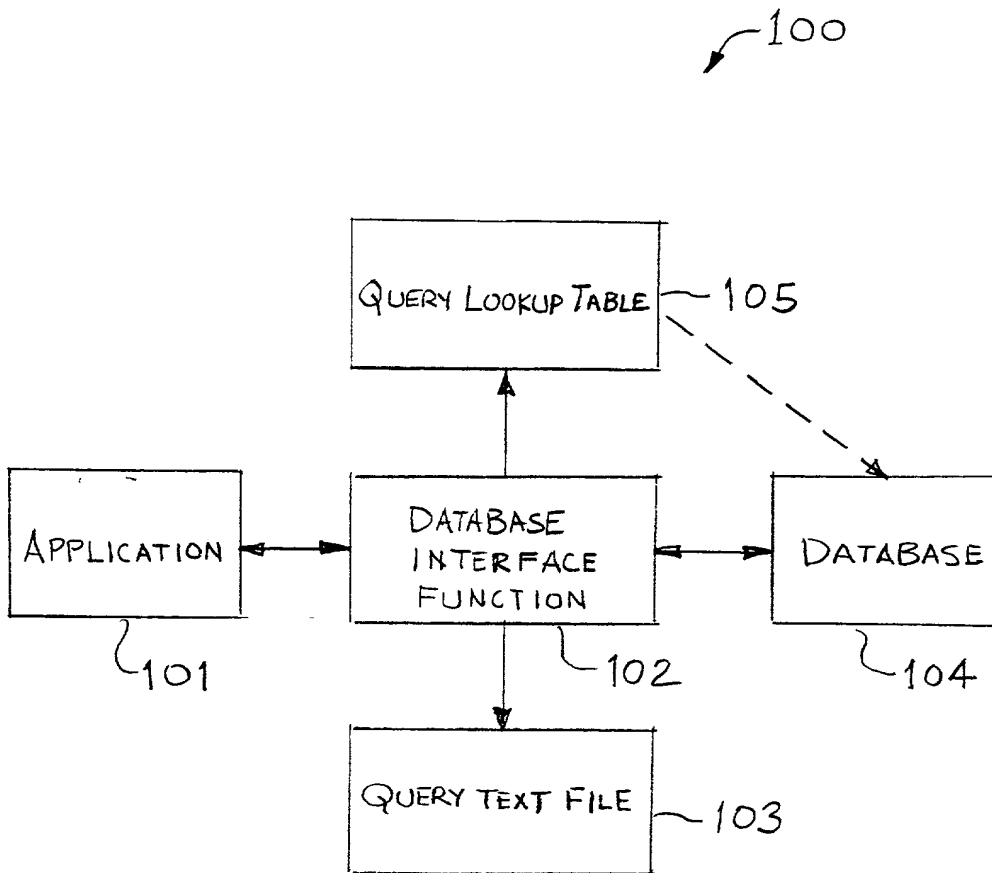 100
QUERY LOOKUP TABLE
105
APPLICATION
101
DATABASE
INTERFACE
FUNCTION
102
DATABASE
104
QUERY TEXT FILE
103